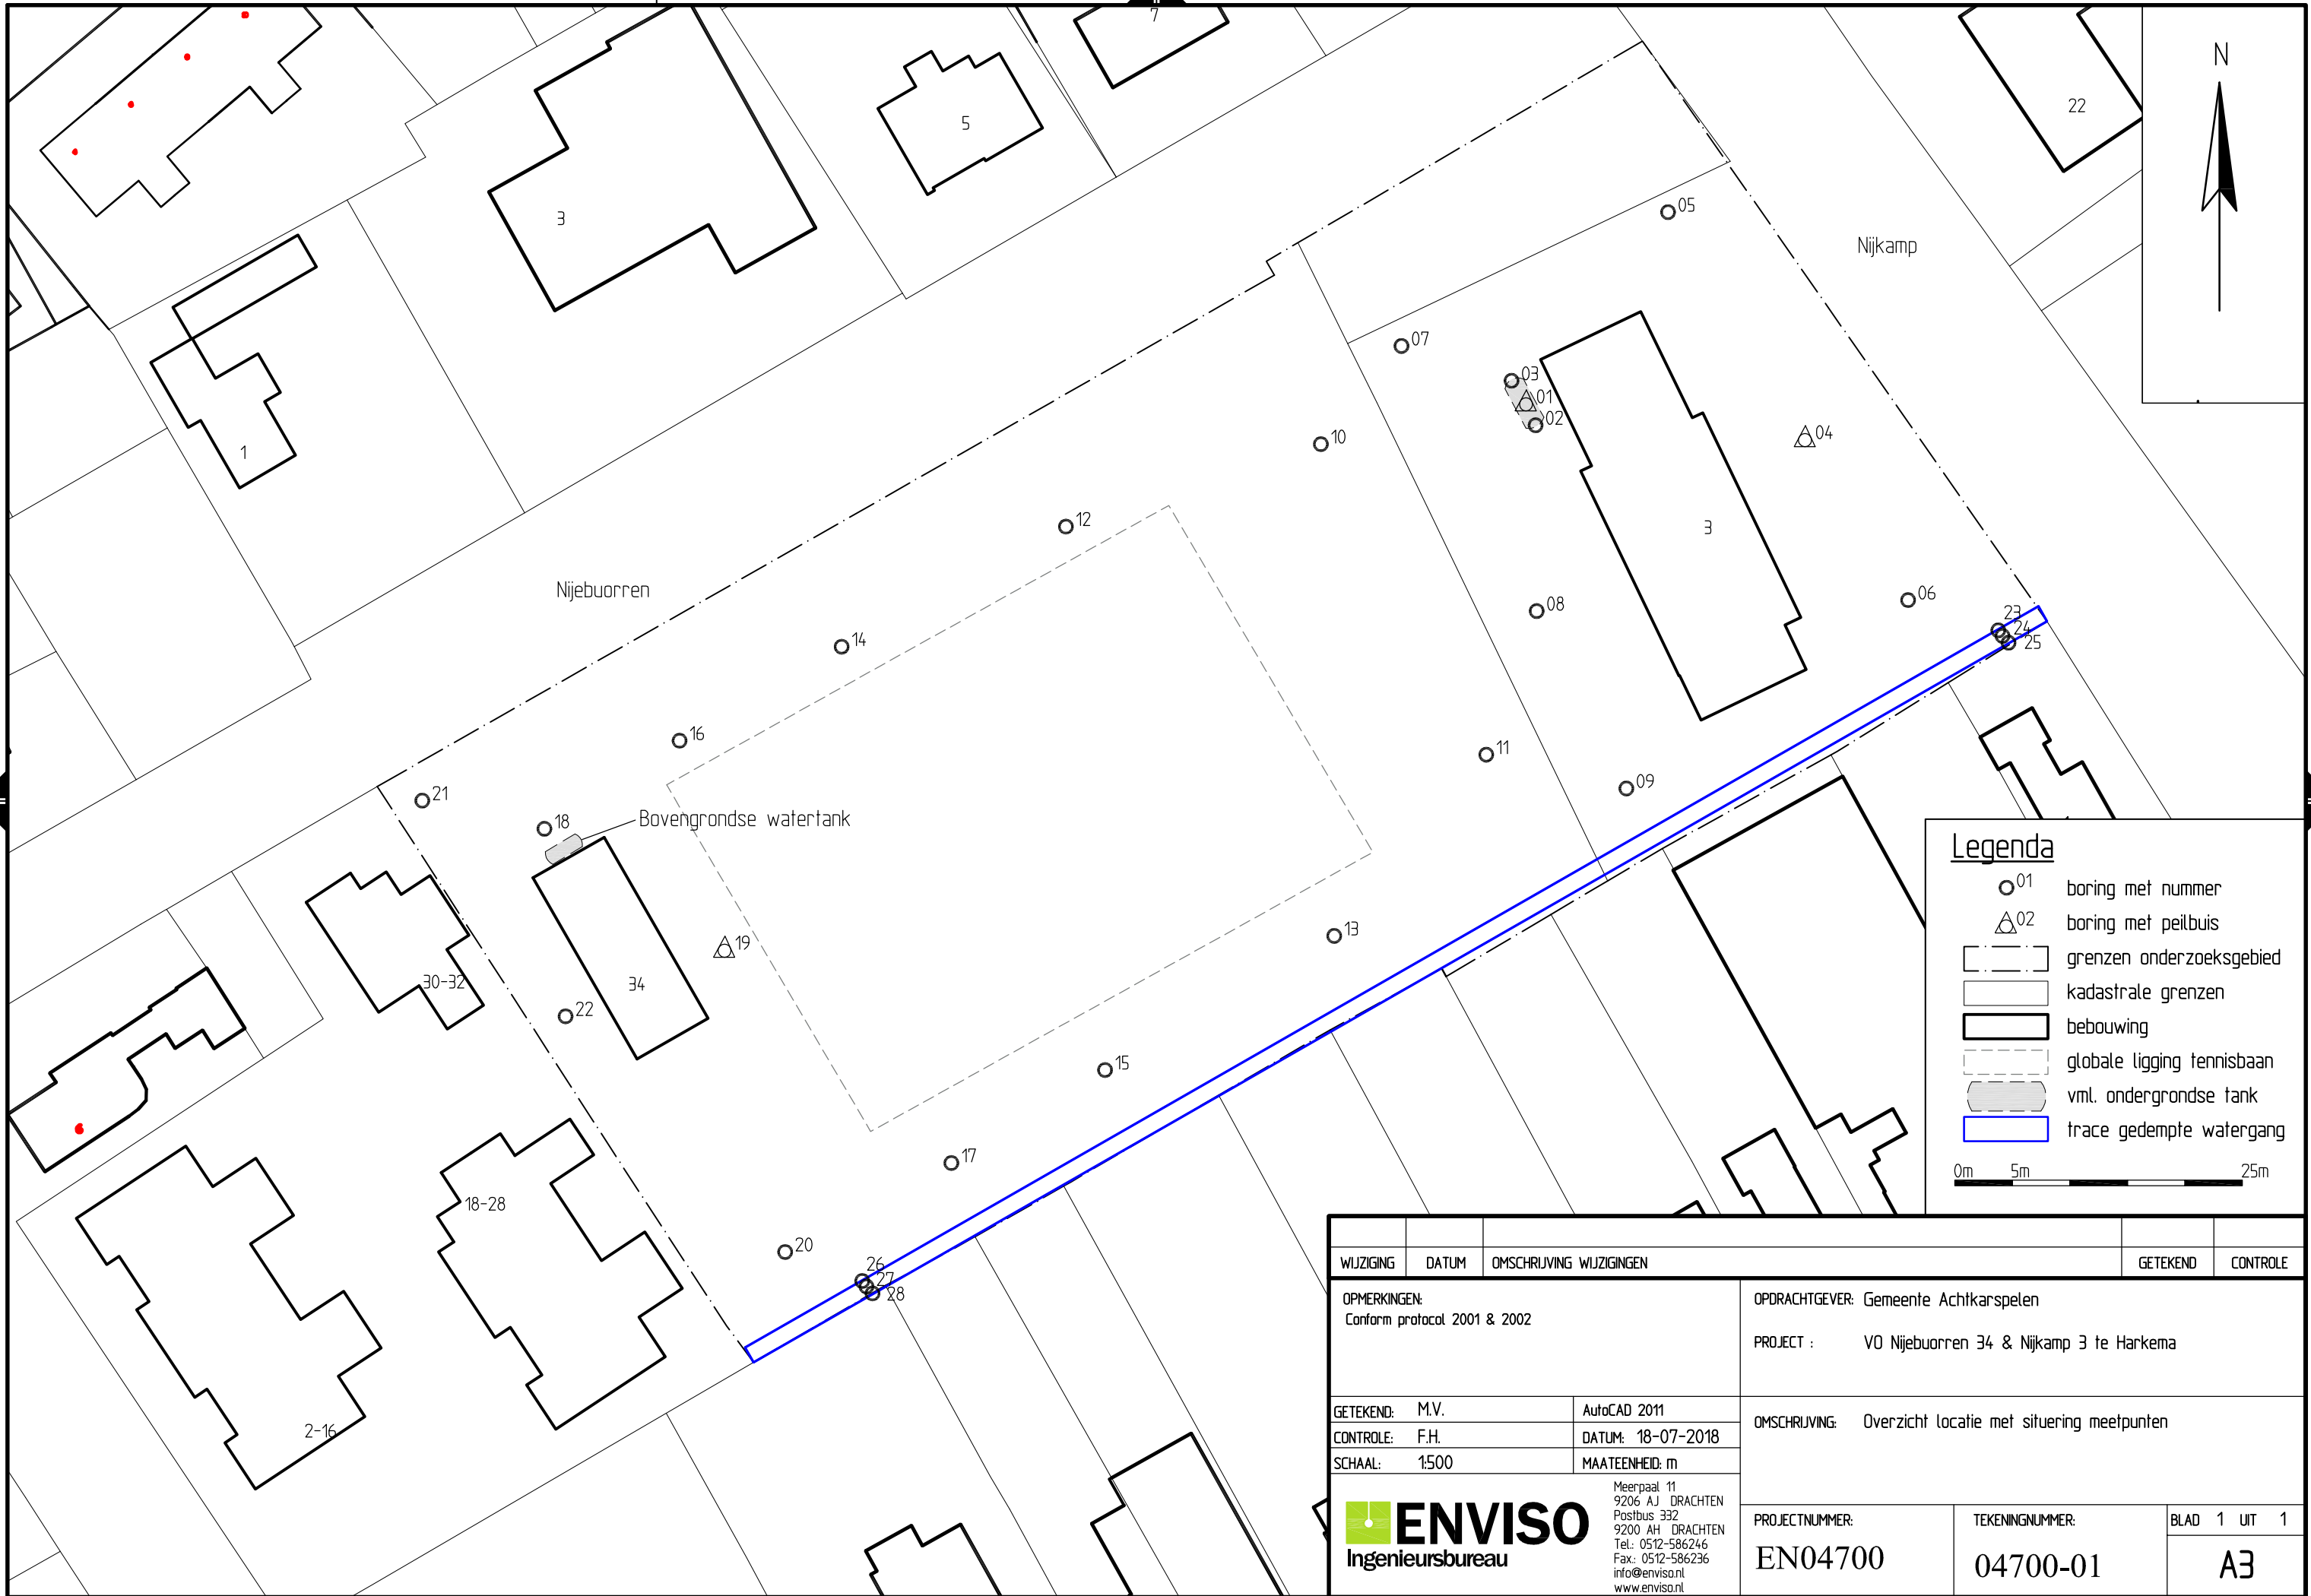 7
N
22
5
3
05
Nijkamp
07
03
01
02
1
10
04
12
3
Nijebuorren
08
06
14
23
24
25
16
11
09
21
18
Bovengrondse watertank
13
19
30-32
34
22
15
17
18-28
20
26
27
28
2-16
Legenda
01 boring met nummer
02 boring met peilbuis
grenzen onderzoeksgebied
kadastrale grenzen
bebouwing
globale ligging tennisbaan
vml. ondergrondse tank
trace gedempte watergang
0m 5m 25m
WIJZIGING DATUM OMSCHRIJVING WIJZIGINGEN GETEKEND CONTROLE
OPMERKINGEN:
Conform protocol 2001 & 2002
OPDRACHTGEVER: Gemeente Achtkarspelen
PROJECT : VO Nijebuorren 34 & Nijkamp 3 te Harkema
GETEKEND: M.V. AutoCAD 2011
CONTROLE: F.H. DATUM: 18-07-2018
SCHAAL: 1:500 MAATEENHEID: m
OMSCHRIJVING: Overzicht locatie met situering meetpunten
ENVISO
Ingenieursbureau
Meerpaal 11
9206 AJ DRACHTEN
Postbus 332
9200 AH DRACHTEN
Tel.: 0512-586246
Fax.: 0512-586236
info@enviso.nl
www.enviso.nl
PROJECTNUMMER:
EN04700
TEKENINGNUMMER:
04700-01
BLAD 1 UIT 1
A3